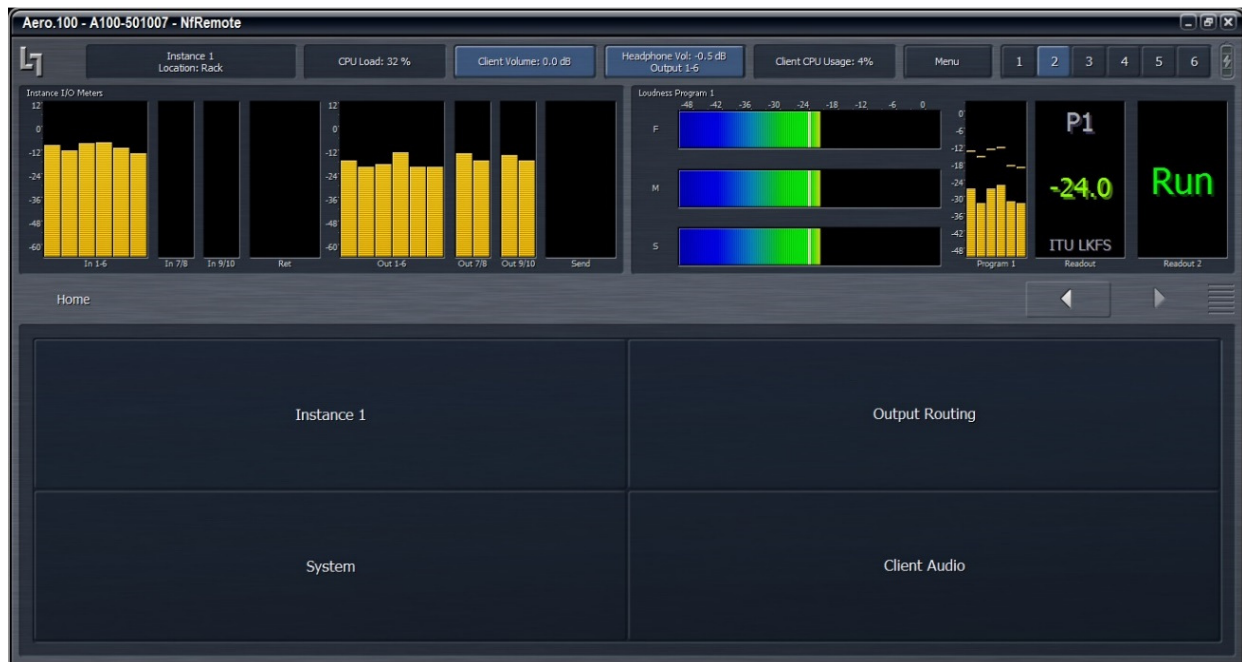 Aero.100 - A100-501007 - NfRemote
Instance 1
Location: Rack
CPU Load: 32 %
Client Volume: 0.0 dB
Headphone Vol: -0.5 dB
Output 1-6
Client CPU Usage: 4%
Menu
1 2 3 4 5 6
Instance I/O Meters
12
0
-12
-24
-36
-48
-60
In 1-6
In 7/8
In 9/10
Ret
12
0
-12
-24
-36
-48
-60
Out 1-6
Out 7/8
Out 9/10
Send
Loudness Program 1
-48 -42 -36 -30 -24 -18 -12 -6 0
F
M
S
0
-6
-12
-18
-24
-30
-36
-42
-48
Program 1
P1
-24.0
ITU LKFS
Readout
Run
Readout 2
Home
Instance 1
Output Routing
System
Client Audio